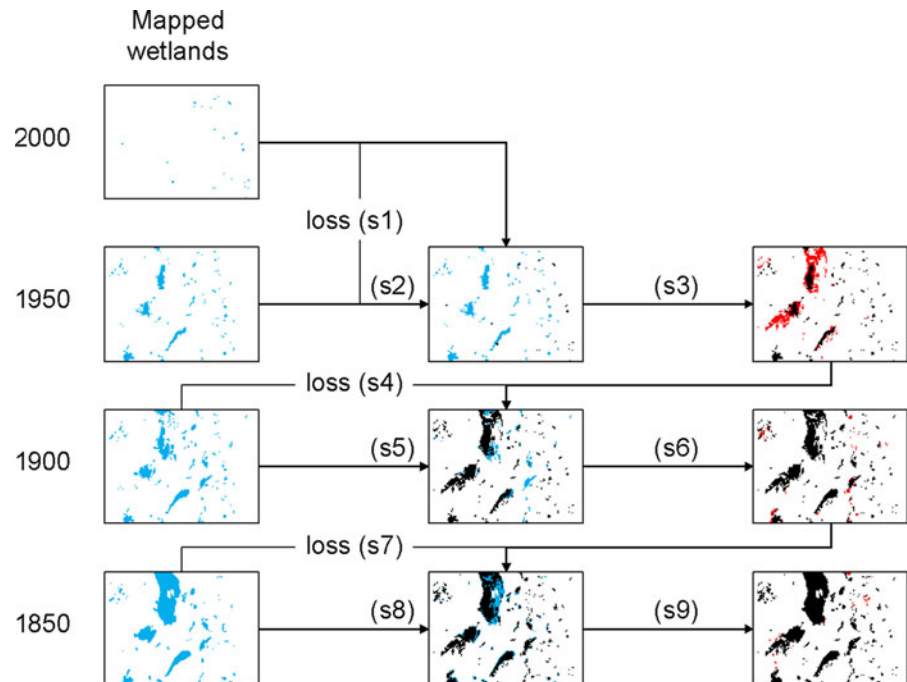 Mapped
wetlands
2000
loss (s1)
1950
(s2)
(s3)
loss (s4)
1900
(s5)
(s6)
loss (s7)
1850
(s8)
(s9)